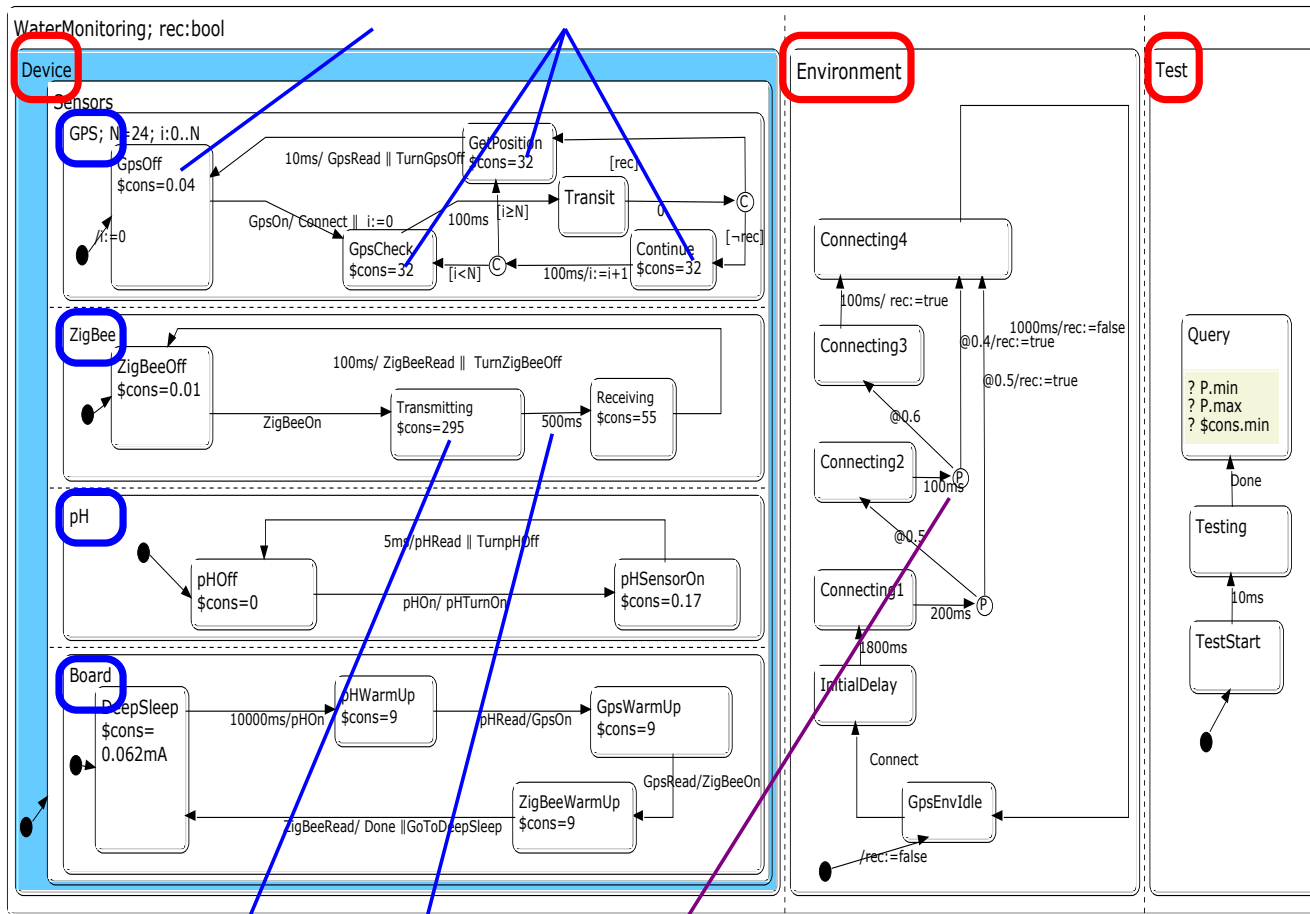 WaterMonitoring; rec:bool
Device
Sensors
GPS; N=24; i:0..N
GpsOff
$cons=0.04
/i:=0
10ms/ GpsRead || TurnGpsOff
GetPosition
$cons=32
[rec]
Transit
0
C
GpsOn/ Connect || i:=0
100ms
[i≥N]
[¬rec]
GpsCheck
$cons=32
[i<N]
C
100ms/i:=i+1
Continue
$cons=32
ZigBee
ZigBeeOff
$cons=0.01
100ms/ ZigBeeRead || TurnZigBeeOff
ZigBeeOn
Transmitting
$cons=295
500ms
Receiving
$cons=55
pH
pHOff
$cons=0
5ms/pHRead || TurnpHOff
pHOn/ pHTurnOn
pHSensorOn
$cons=0.17
Board
DeepSleep
$cons=
0.062mA
10000ms/pHOn
pHWarmUp
$cons=9
pHRead/GpsOn
GpsWarmUp
$cons=9
GpsRead/ZigBeeOn
ZigBeeWarmUp
$cons=9
ZigBeeRead/ Done ||GoToDeepSleep
Environment
Connecting4
100ms/ rec:=true
1000ms/rec:=false
Connecting3
@0.4/rec:=true
@0.5/rec:=true
@0.6
Connecting2
100ms
P
@0.5
Connecting1
200ms
P
1800ms
InitialDelay
Connect
GpsEnvIdle
/rec:=false
Test
Query
? P.min
? P.max
? $cons.min
Done
Testing
10ms
TestStart